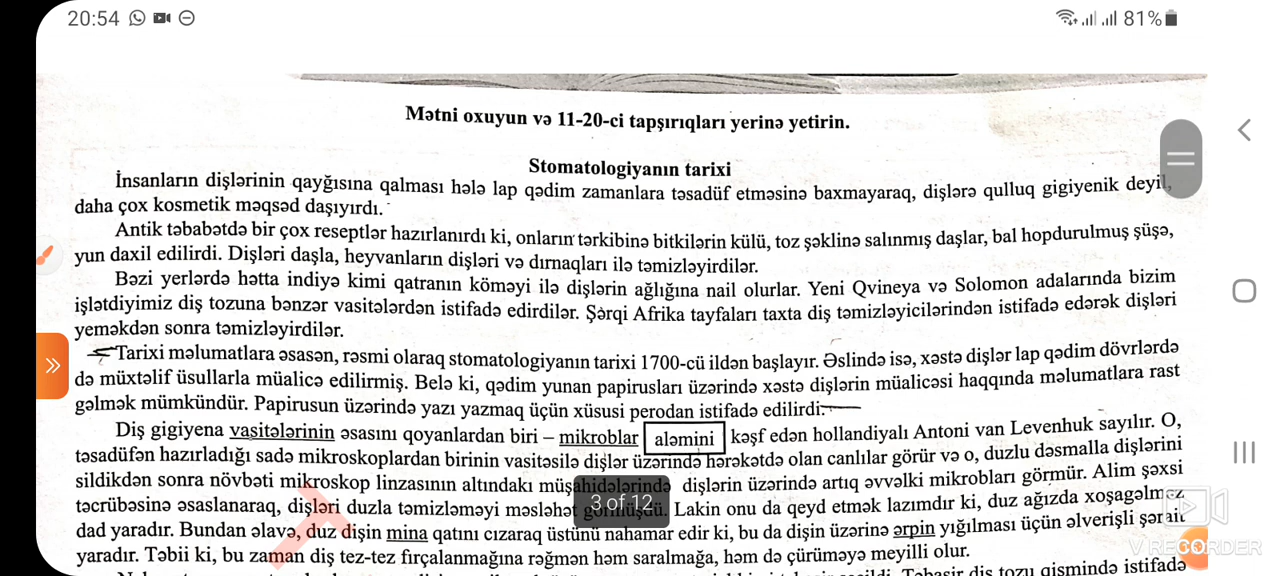 20:54
81%
Mətni oxuyun və 11-20-ci tapşırıqları yerinə yetirin.
Stomatologiyanın tarixi
İnsanların dişlərinin qayğısına qalması hələ lap qədim zamanlara təsadüf etməsinə baxmayaraq, dişlərə qulluq gigiyenik deyil,
daha çox kosmetik məqsəd daşıyırdı.
Antik təbabətdə bir çox reseptlər hazırlanırdı ki, onların tərkibinə bitkilərin külü, toz şəklinə salınmış daşlar, bal hopdurulmuş şüşə,
yun daxil edilirdi. Dişləri daşla, heyvanların dişləri və dırnaqları ilə təmizləyirdilər.
Bəzi yerlərdə hətta indiyə kimi qatranın köməyi ilə dişlərin ağlığına nail olurlar. Yeni Qvineya və Solomon adalarında bizim
işlətdiyimiz diş tozuna bənzər vasitələrdən istifadə edirdilər. Şərqi Afrika tayfaları taxta diş təmizləyicilərindən istifadə edərək dişləri
yeməkdən sonra təmizləyirdilər.
Tarixi məlumatlara əsasən, rəsmi olaraq stomatologiyanın tarixi 1700-cü ildən başlayır. Əslində isə, xəstə dişlər lap qədim dövrlərdə
də müxtəlif üsullarla müalicə edilirmiş. Belə ki, qədim yunan papirusları üzərində xəstə dişlərin müalicəsi haqqında məlumatlara rast
gəlmək mümkündür. Papirusun üzərində yazı yazmaq üçün xüsusi perodan istifadə edilirdi.
Diş gigiyena vasitələrinin əsasını qoyanlardan biri – mikroblar aləmini kəşf edən hollandiyalı Antoni van Levenhuk sayılır. O,
təsadüfən hazırladığı sadə mikroskoplardan birinin vasitəsilə dişlər üzərində hərəkətdə olan canlılar görür və o, duzlu dəsmalla dişlərini
sildikdən sonra növbəti mikroskop linzasının altındakı müşahidələrində dişlərin üzərində artıq əvvəlki mikrobları görmür. Alim şəxsi
təcrübəsinə əsaslanaraq, dişləri duzla təmizləməyi məsləhət görmüşdü. Lakin onu da qeyd etmək lazımdır ki, duz ağızda xoşagəlməz
3 of 12
dad yaradır. Bundan əlavə, duz dişin mina qatını cızaraq üstünü nahamar edir ki, bu da dişin üzərinə ərpin yığılması üçün əlverişli şərait
yaradır. Təbii ki, bu zaman diş tez-tez fırçalanmağına rəğmən həm saralmağa, həm də çürüməyə meyilli olur.
V RECORDER